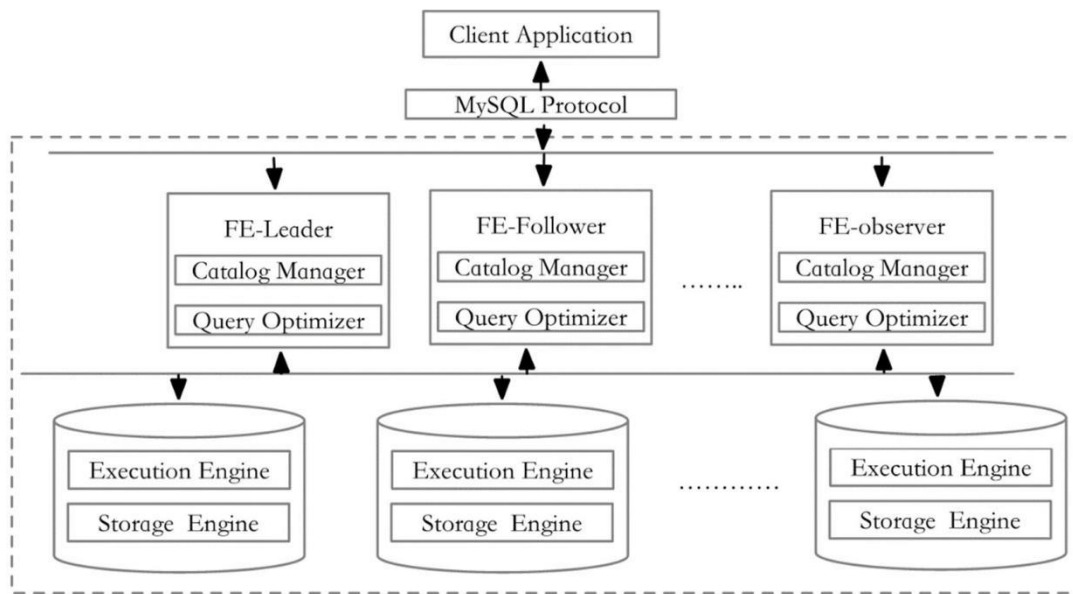 Client Application
MySQL Protocol
FE-Leader
Catalog Manager
Query Optimizer
FE-Follower
Catalog Manager
Query Optimizer
........
FE-observer
Catalog Manager
Query Optimizer
Execution Engine
Storage Engine
Execution Engine
Storage Engine
............
Execution Engine
Storage Engine